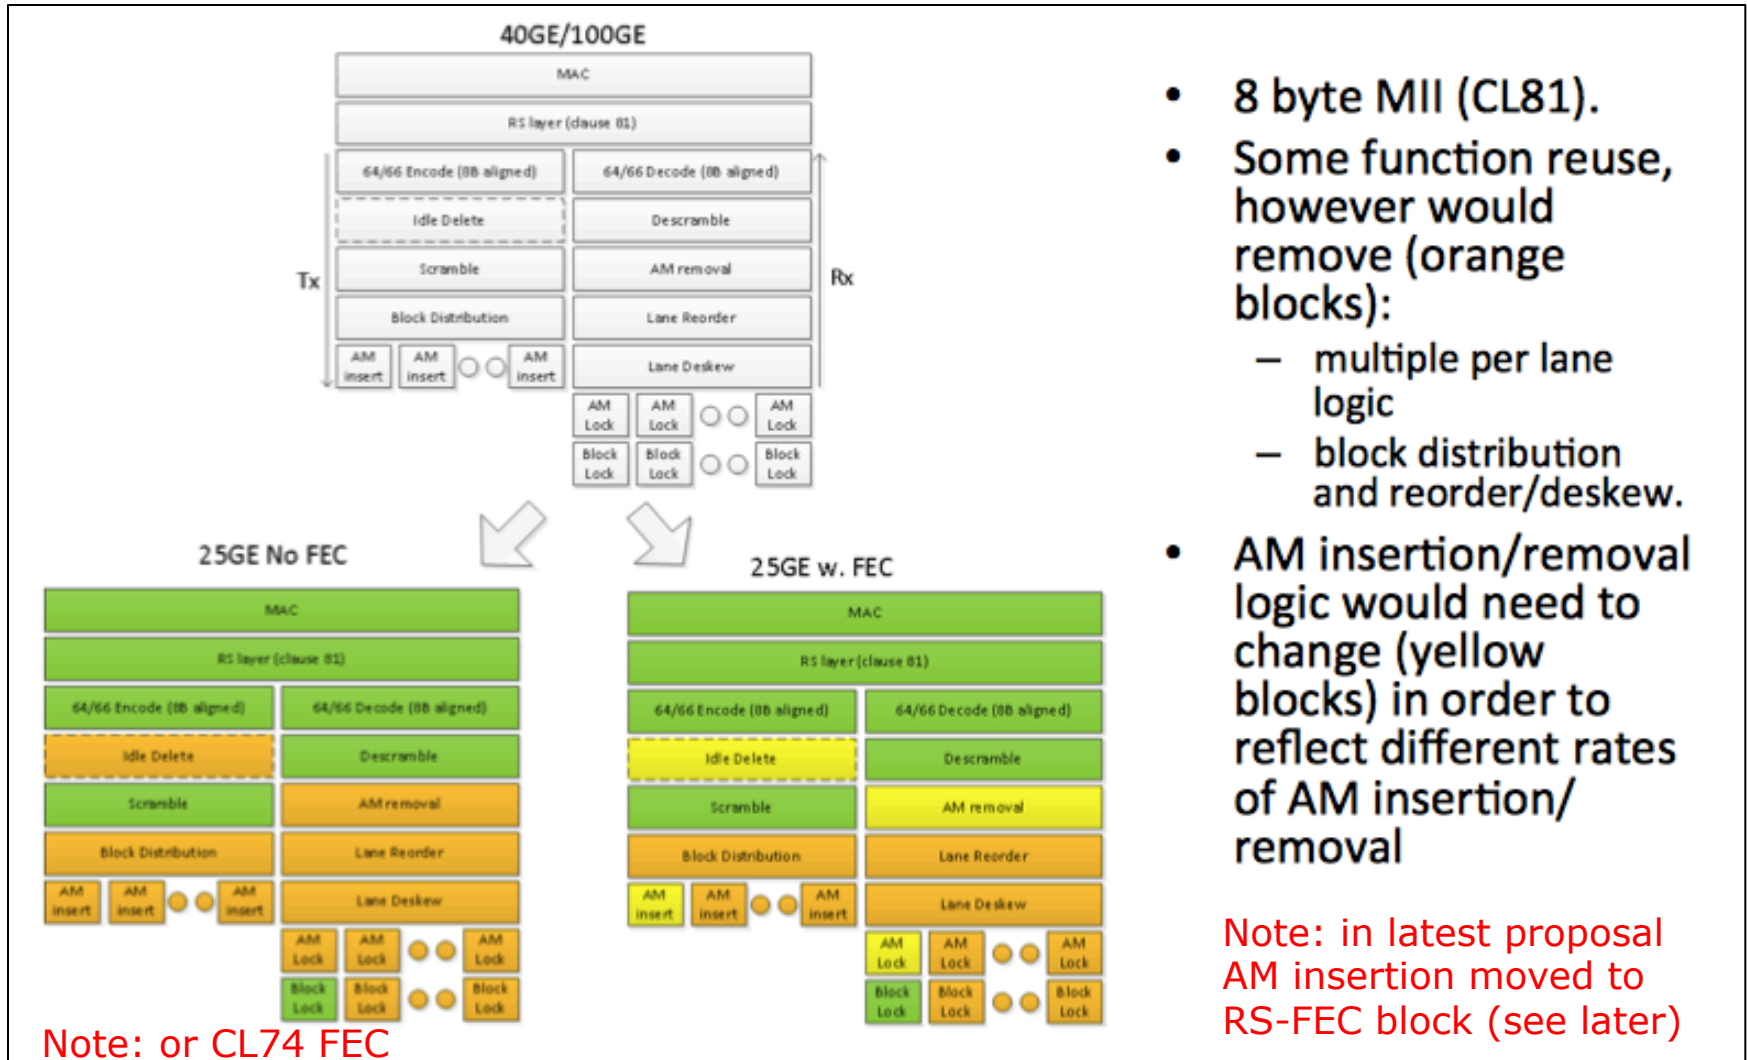 40GE/100GE
MAC
RS layer (clause 81)
64/66 Encode (8B aligned)
64/66 Decode (8B aligned)
Idle Delete
Descramble
Scramble
AM removal
Tx
Rx
Block Distribution
Lane Reorder
AM insert
AM insert
AM insert
Lane Deskew
AM Lock
AM Lock
AM Lock
Block Lock
Block Lock
Block Lock
25GE No FEC
MAC
RS layer (clause 81)
64/66 Encode (8B aligned)
64/66 Decode (8B aligned)
Idle Delete
Descramble
Scramble
AM removal
Block Distribution
Lane Reorder
AM insert
AM insert
AM insert
Lane Deskew
AM Lock
AM Lock
AM Lock
Block Lock
Block Lock
Block Lock
Note: or CL74 FEC
25GE w. FEC
MAC
RS layer (clause 81)
64/66 Encode (8B aligned)
64/66 Decode (8B aligned)
Idle Delete
Descramble
Scramble
AM removal
Block Distribution
Lane Reorder
AM insert
AM insert
AM insert
Lane Deskew
AM Lock
AM Lock
AM Lock
Block Lock
Block Lock
Block Lock
• 8 byte MII (CL81).
• Some function reuse,
however would
remove (orange
blocks):
– multiple per lane
logic
– block distribution
and reorder/deskew.
• AM insertion/removal
logic would need to
change (yellow
blocks) in order to
reflect different rates
of AM insertion/
removal
Note: in latest proposal
AM insertion moved to
RS-FEC block (see later)